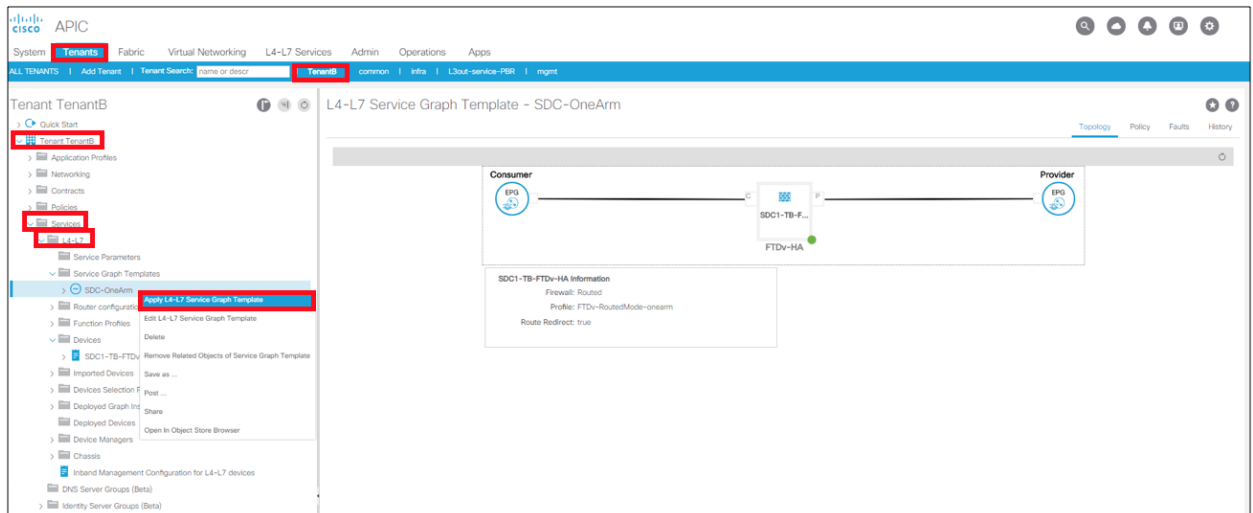 cisco APIC
System Tenants Fabric Virtual Networking L4-L7 Services Admin Operations Apps
ALL TENANTS | Add Tenant | Tenant Search: name or descr | TenantB | common | infra | L3out-service-PBR | mgmt
Tenant TenantB
Quick Start
Tenant TenantB
Application Profiles
Networking
Contracts
Policies
Services
L4-L7
Service Parameters
Service Graph Templates
SDC-OneArm
Router configuratio
Function Profiles
Devices
SDC1-TB-FTDv
Imported Devices
Devices Selection P
Deployed Graph Ins
Deployed Devices
Device Managers
Chassis
Inband Management Configuration for L4-L7 devices
DNS Server Groups (Beta)
Identity Server Groups (Beta)
Apply L4-L7 Service Graph Template
Edit L4-L7 Service Graph Template
Delete
Remove Related Objects of Service Graph Template
Save as ...
Post ...
Share
Open In Object Store Browser
L4-L7 Service Graph Template - SDC-OneArm
Topology Policy Faults History
Consumer Provider
EPG C P EPG
SDC1-TB-F...
FTDv-HA
SDC1-TB-FTDv-HA Information
Firewall: Routed
Profile: FTDv-RoutedMode-onearm
Route Redirect: true